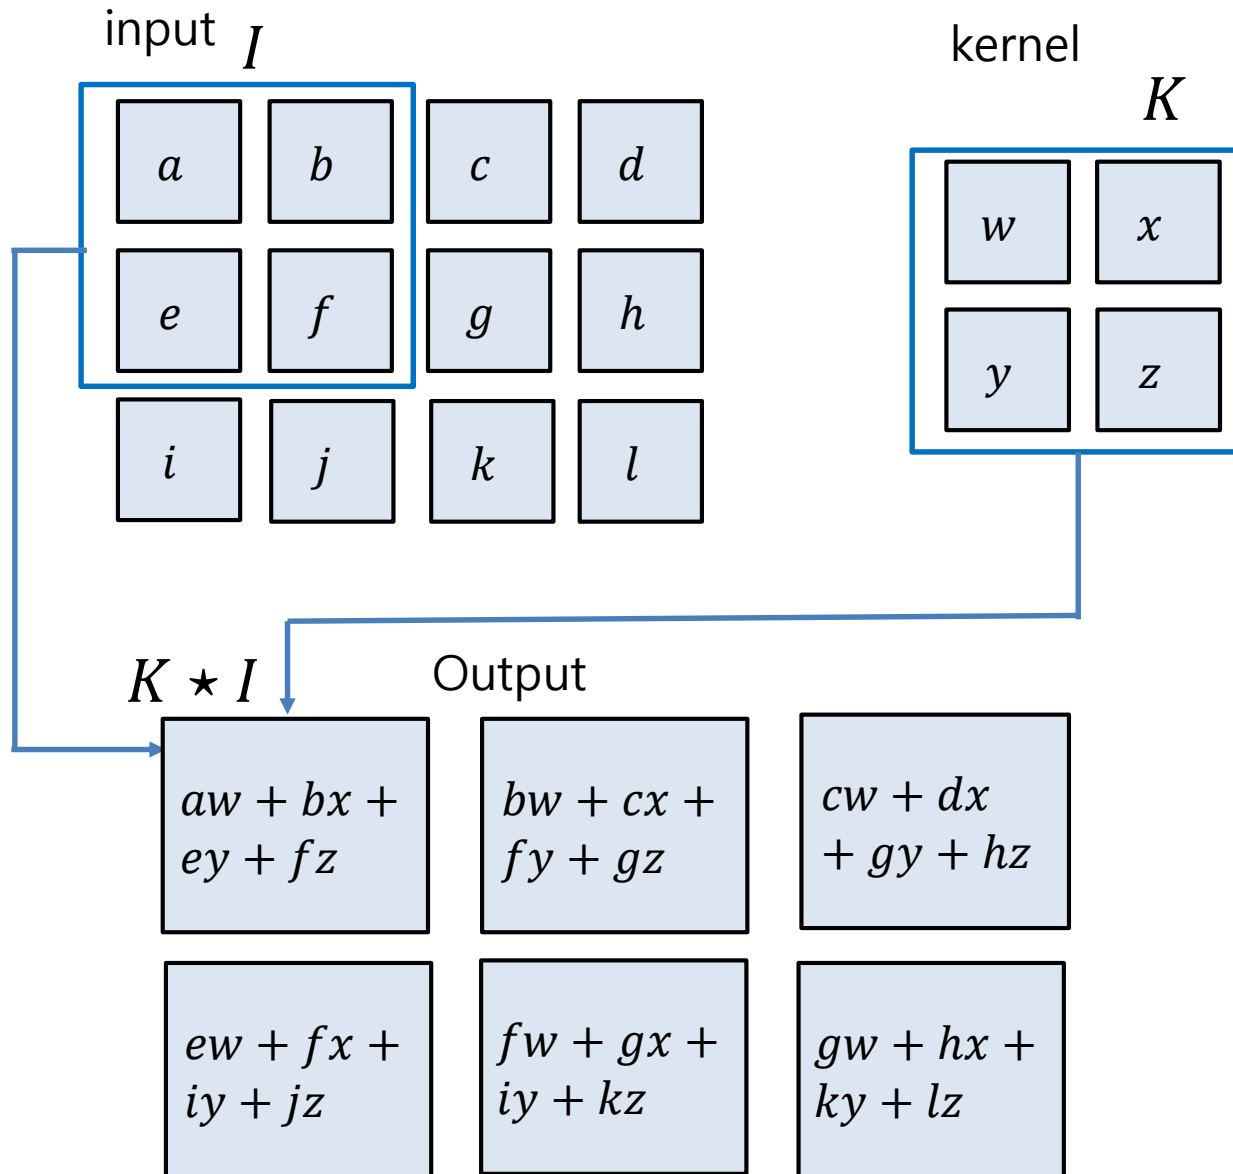 input I
kernel
K
a b c d
e f g h
i j k l
w x
y z
K ⋆ I Output
aw + bx +
ey + fz
bw + cx +
fy + gz
cw + dx
+ gy + hz
ew + fx +
iy + jz
fw + gx +
iy + kz
gw + hx +
ky + lz